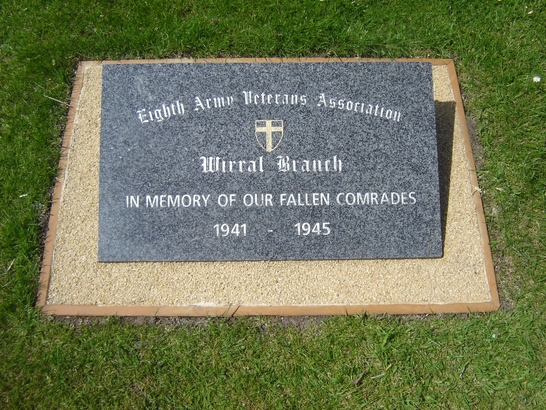 Eighth Army Veterans Association
Wirral Branch
IN MEMORY OF OUR FALLEN COMRADES
1941 - 1945